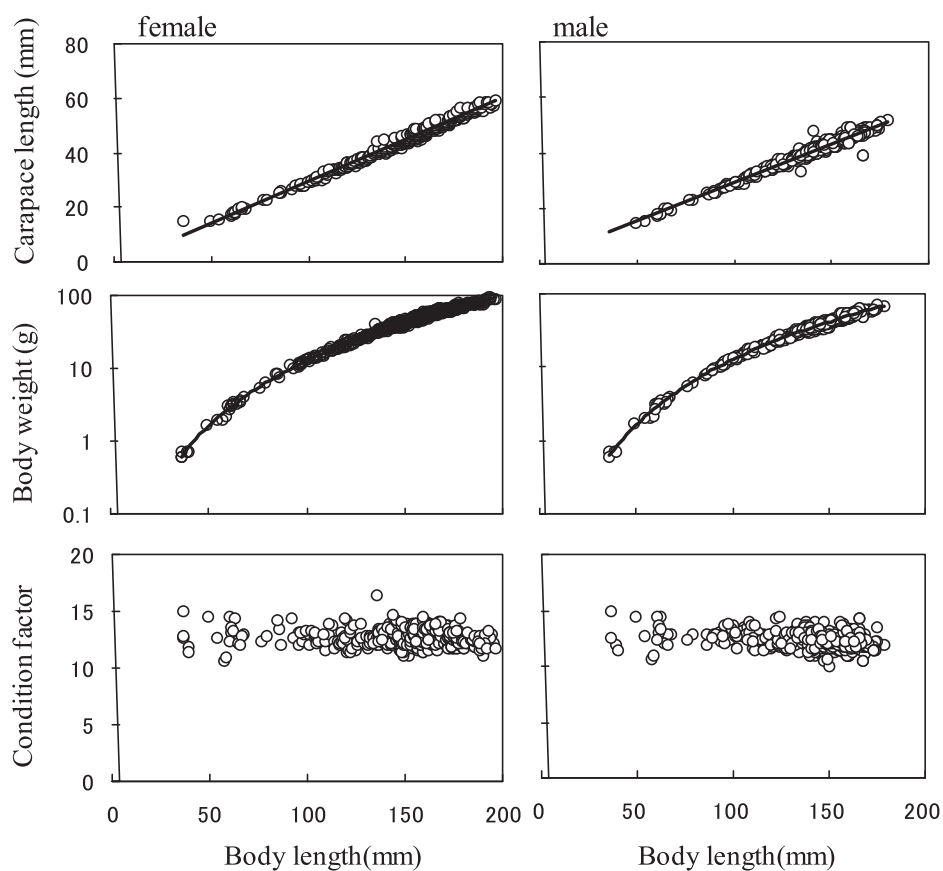 female
male
Carapace length (mm)
80
60
40
20
0
Body weight (g)
100
10
1
0.1
Condition factor
20
15
10
5
0
0 50 100 150 200
0 50 100 150 200
Body length(mm)
Body length(mm)